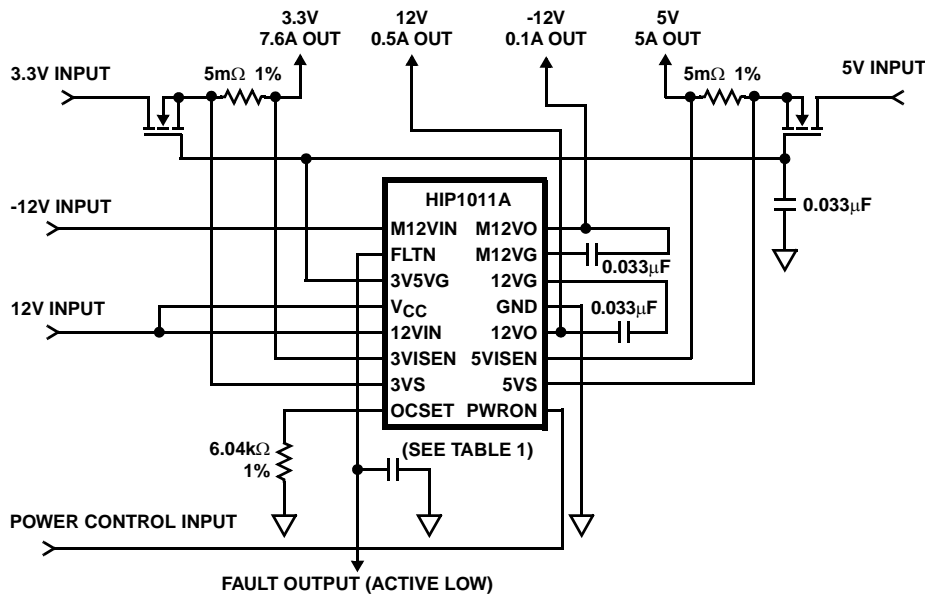 3.3V
7.6A OUT
12V
0.5A OUT
-12V
0.1A OUT
5V
5A OUT
3.3V INPUT
5mΩ 1%
5mΩ 1%
5V INPUT
HIP1011A
-12V INPUT
M12VIN
M12VO
0.033µF
FLTN
M12VG
0.033µF
3V5VG
12VG
12V INPUT
VCC
GND
0.033µF
12VIN
12VO
3VISEN
5VISEN
3VS
5VS
OCSET
PWRON
6.04kΩ
1%
(SEE TABLE 1)
POWER CONTROL INPUT
FAULT OUTPUT (ACTIVE LOW)